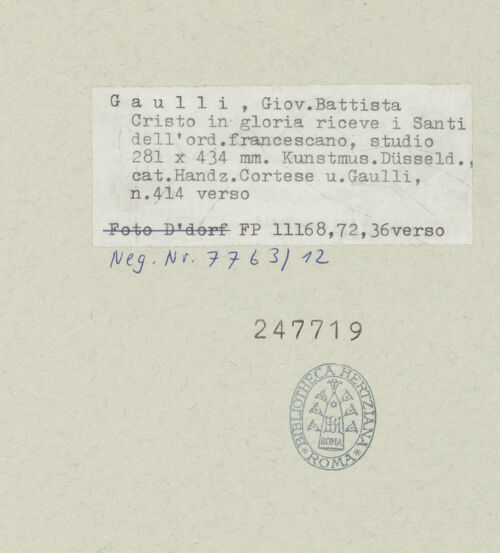 G a u l l i , Giov.Battista
Cristo in gloria riceve i Santi
dell'ord.francescano, studio
281 x 434 mm. Kunstmus.Düsseld.,
cat.Handz.Cortese u.Gaulli,
n.414 verso
Foto D'dorf FP 11168,72,36verso
Neg. Nr. 7763/12
247719
BIBLIOTHECA HERTZIANA
ROMA
*ROMA*